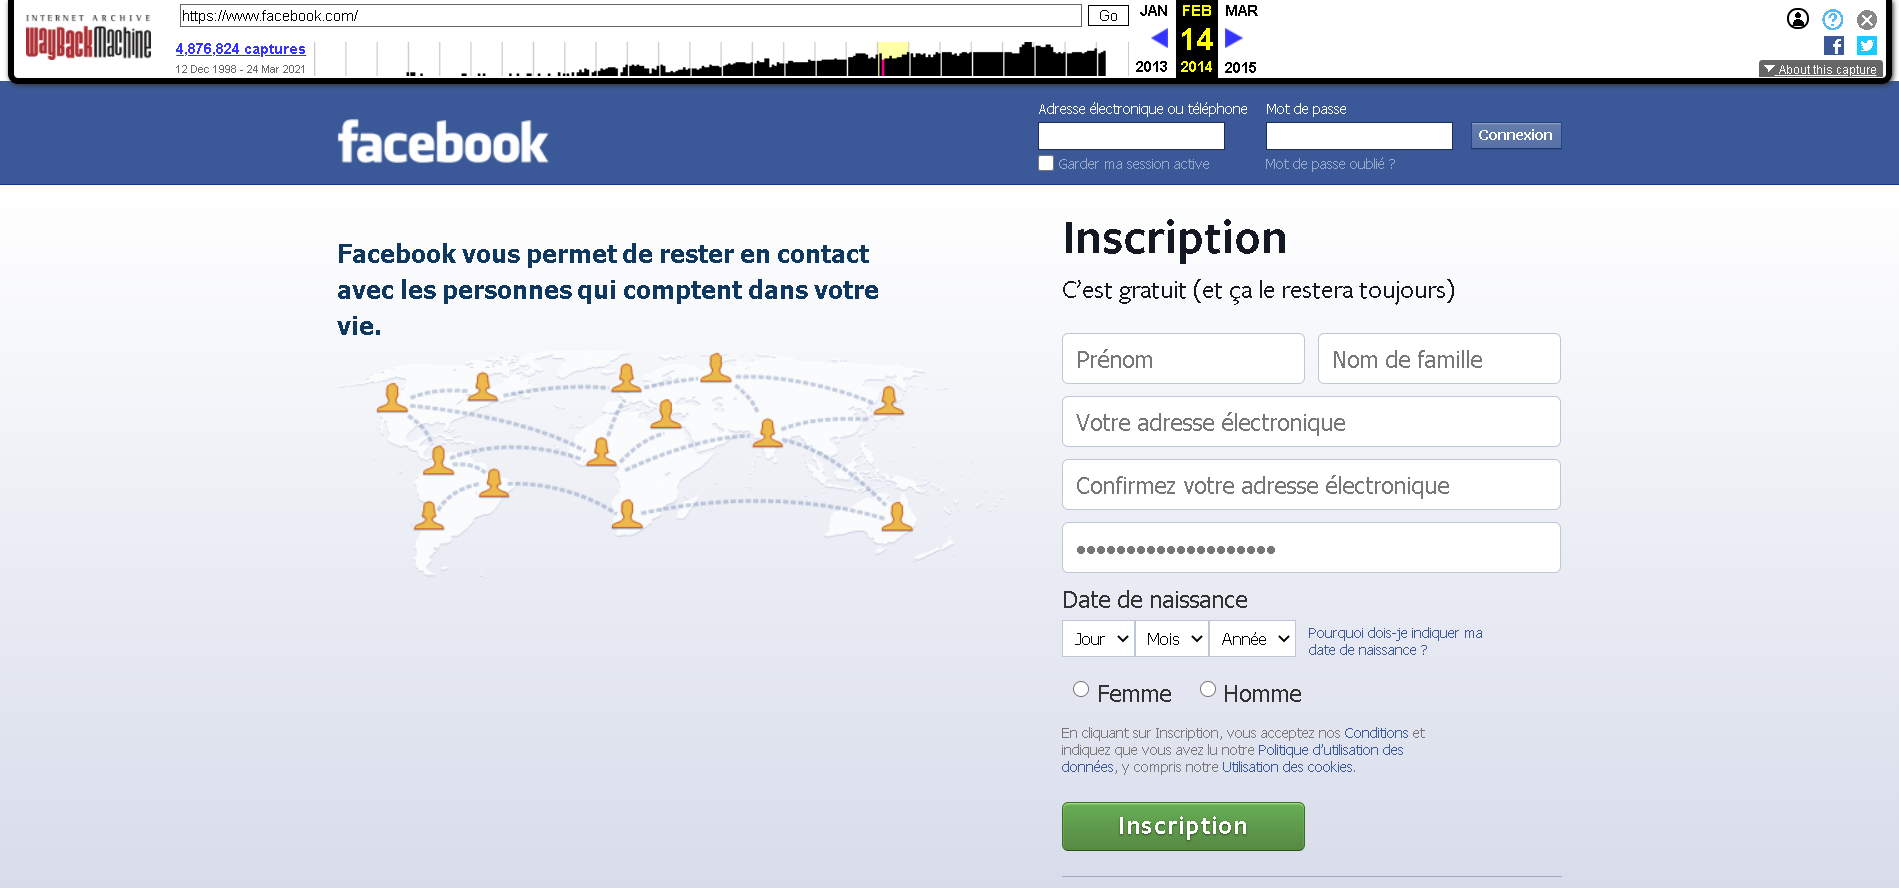 INTERNET ARCHIVE
WayBackMachine
https://www.facebook.com/
Go
4,876,824 captures
12 Dec 1998 - 24 Mar 2021
JAN FEB MAR
14
2013 2014 2015
About this capture
facebook
Adresse électronique ou téléphone
Mot de passe
Connexion
Garder ma session active
Mot de passe oublié ?
Facebook vous permet de rester en contact
avec les personnes qui comptent dans votre
vie.
Inscription
C’est gratuit (et ça le restera toujours)
Prénom
Nom de famille
Votre adresse électronique
Confirmez votre adresse électronique
••••••••••••••••••••
Date de naissance
Jour Mois Année
Pourquoi dois-je indiquer ma
date de naissance ?
Femme Homme
En cliquant sur Inscription, vous acceptez nos Conditions et
indiquez que vous avez lu notre Politique d’utilisation des
données, y compris notre Utilisation des cookies.
Inscription